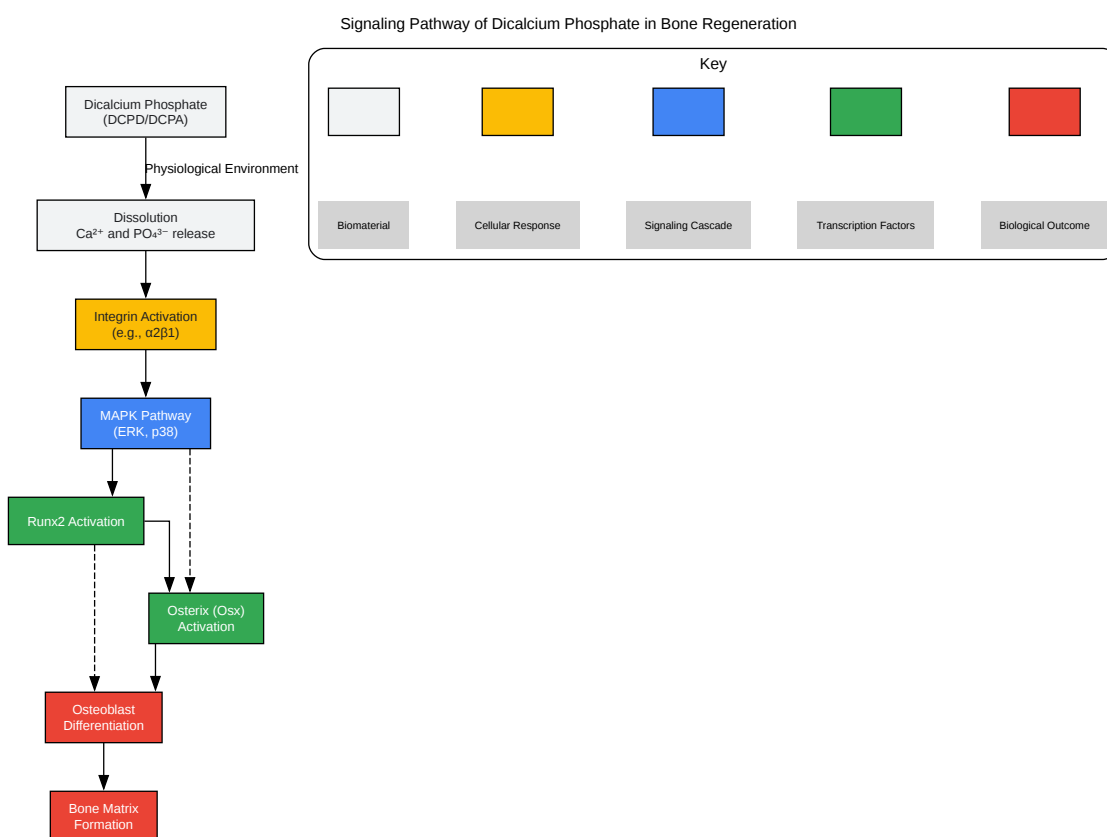 Signaling Pathway of Dicalcium Phosphate in Bone Regeneration
Key
Biomaterial
Cellular Response
Signaling Cascade
Transcription Factors
Biological Outcome
Dicalcium Phosphate
(DCPD/DCPA)
Physiological Environment
Dissolution
Ca²⁺ and PO₄³⁻ release
Integrin Activation
(e.g., α2β1)
MAPK Pathway
(ERK, p38)
Runx2 Activation
Osterix (Osx)
Activation
Osteoblast
Differentiation
Bone Matrix
Formation